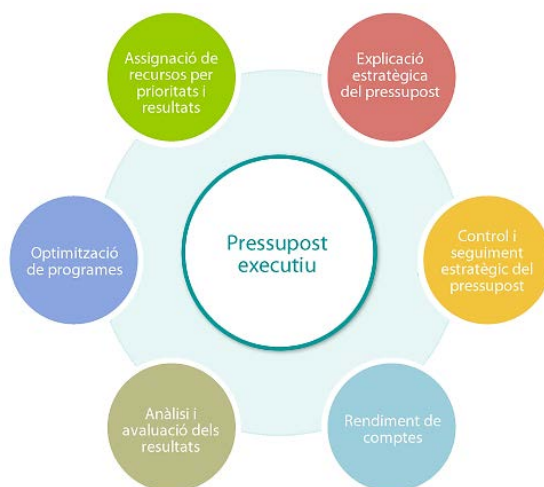 Assignació de
recursos per
prioritats i
resultats
Explicació
estratègica
del pressupost
Pressupost
executiu
Optimització
de programes
Control i
seguiment
estratègic del
pressupost
Anàlisi i
avaluació dels
resultats
Rendiment de
comptes